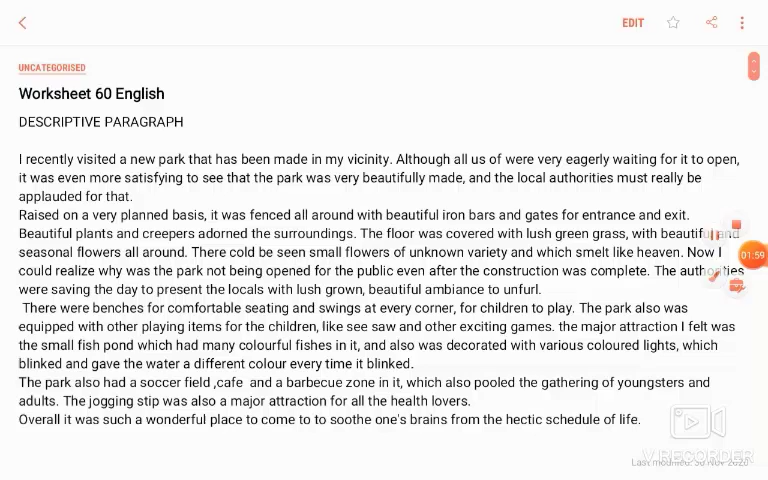 EDIT
UNCATEGORISED
Worksheet 60 English
DESCRIPTIVE PARAGRAPH
I recently visited a new park that has been made in my vicinity. Although all us of were very eagerly waiting for it to open,
it was even more satisfying to see that the park was very beautifully made, and the local authorities must really be
applauded for that.
Raised on a very planned basis, it was fenced all around with beautiful iron bars and gates for entrance and exit.
Beautiful plants and creepers adorned the surroundings. The floor was covered with lush green grass, with beautiful and
seasonal flowers all around. There cold be seen small flowers of unknown variety and which smelt like heaven. Now I
could realize why was the park not being opened for the public even after the construction was complete. The authorities
were saving the day to present the locals with lush grown, beautiful ambiance to unfurl.
There were benches for comfortable seating and swings at every corner, for children to play. The park also was
equipped with other playing items for the children, like see saw and other exciting games. the major attraction I felt was
the small fish pond which had many colourful fishes in it, and also was decorated with various coloured lights, which
blinked and gave the water a different colour every time it blinked.
The park also had a soccer field ,cafe and a barbecue zone in it, which also pooled the gathering of youngsters and
adults. The jogging stip was also a major attraction for all the health lovers.
Overall it was such a wonderful place to come to to soothe one's brains from the hectic schedule of life.
01:59
V RECORDER
Last modified: 30 Nov 2020